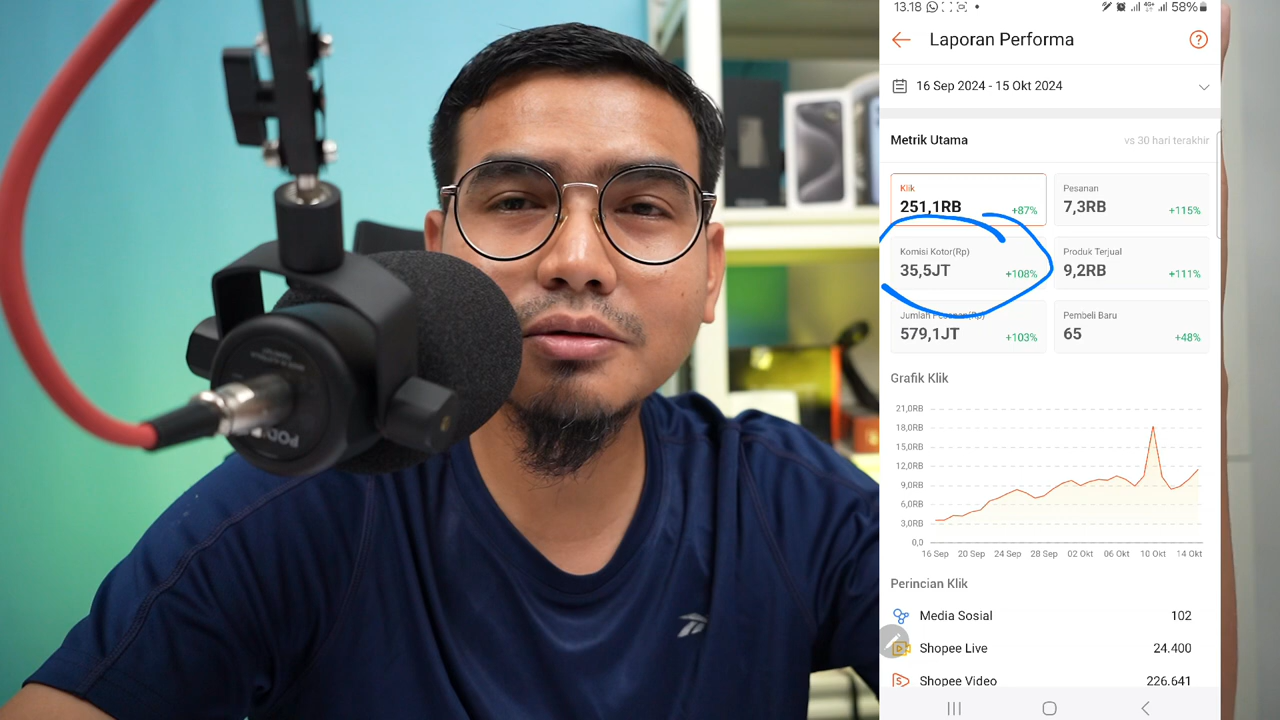 13.18
4G+
58%
Laporan Performa
?
16 Sep 2024 - 15 Okt 2024
Metrik Utama
vs 30 hari terakhir
Klik
251,1RB
+87%
Pesanan
7,3RB
+115%
Komisi Kotor(Rp)
35,5JT
+108%
Produk Terjual
9,2RB
+111%
Jumlah Pesanan(Rp)
579,1JT
+103%
Pembeli Baru
65
+48%
Grafik Klik
21,0RB
18,0RB
15,0RB
12,0RB
9,0RB
6,0RB
3,0RB
0,0
16 Sep 20 Sep 24 Sep 28 Sep 02 Okt 06 Okt 10 Okt 14 Okt
Perincian Klik
Media Sosial 102
Shopee Live 24.400
Shopee Video 226.641